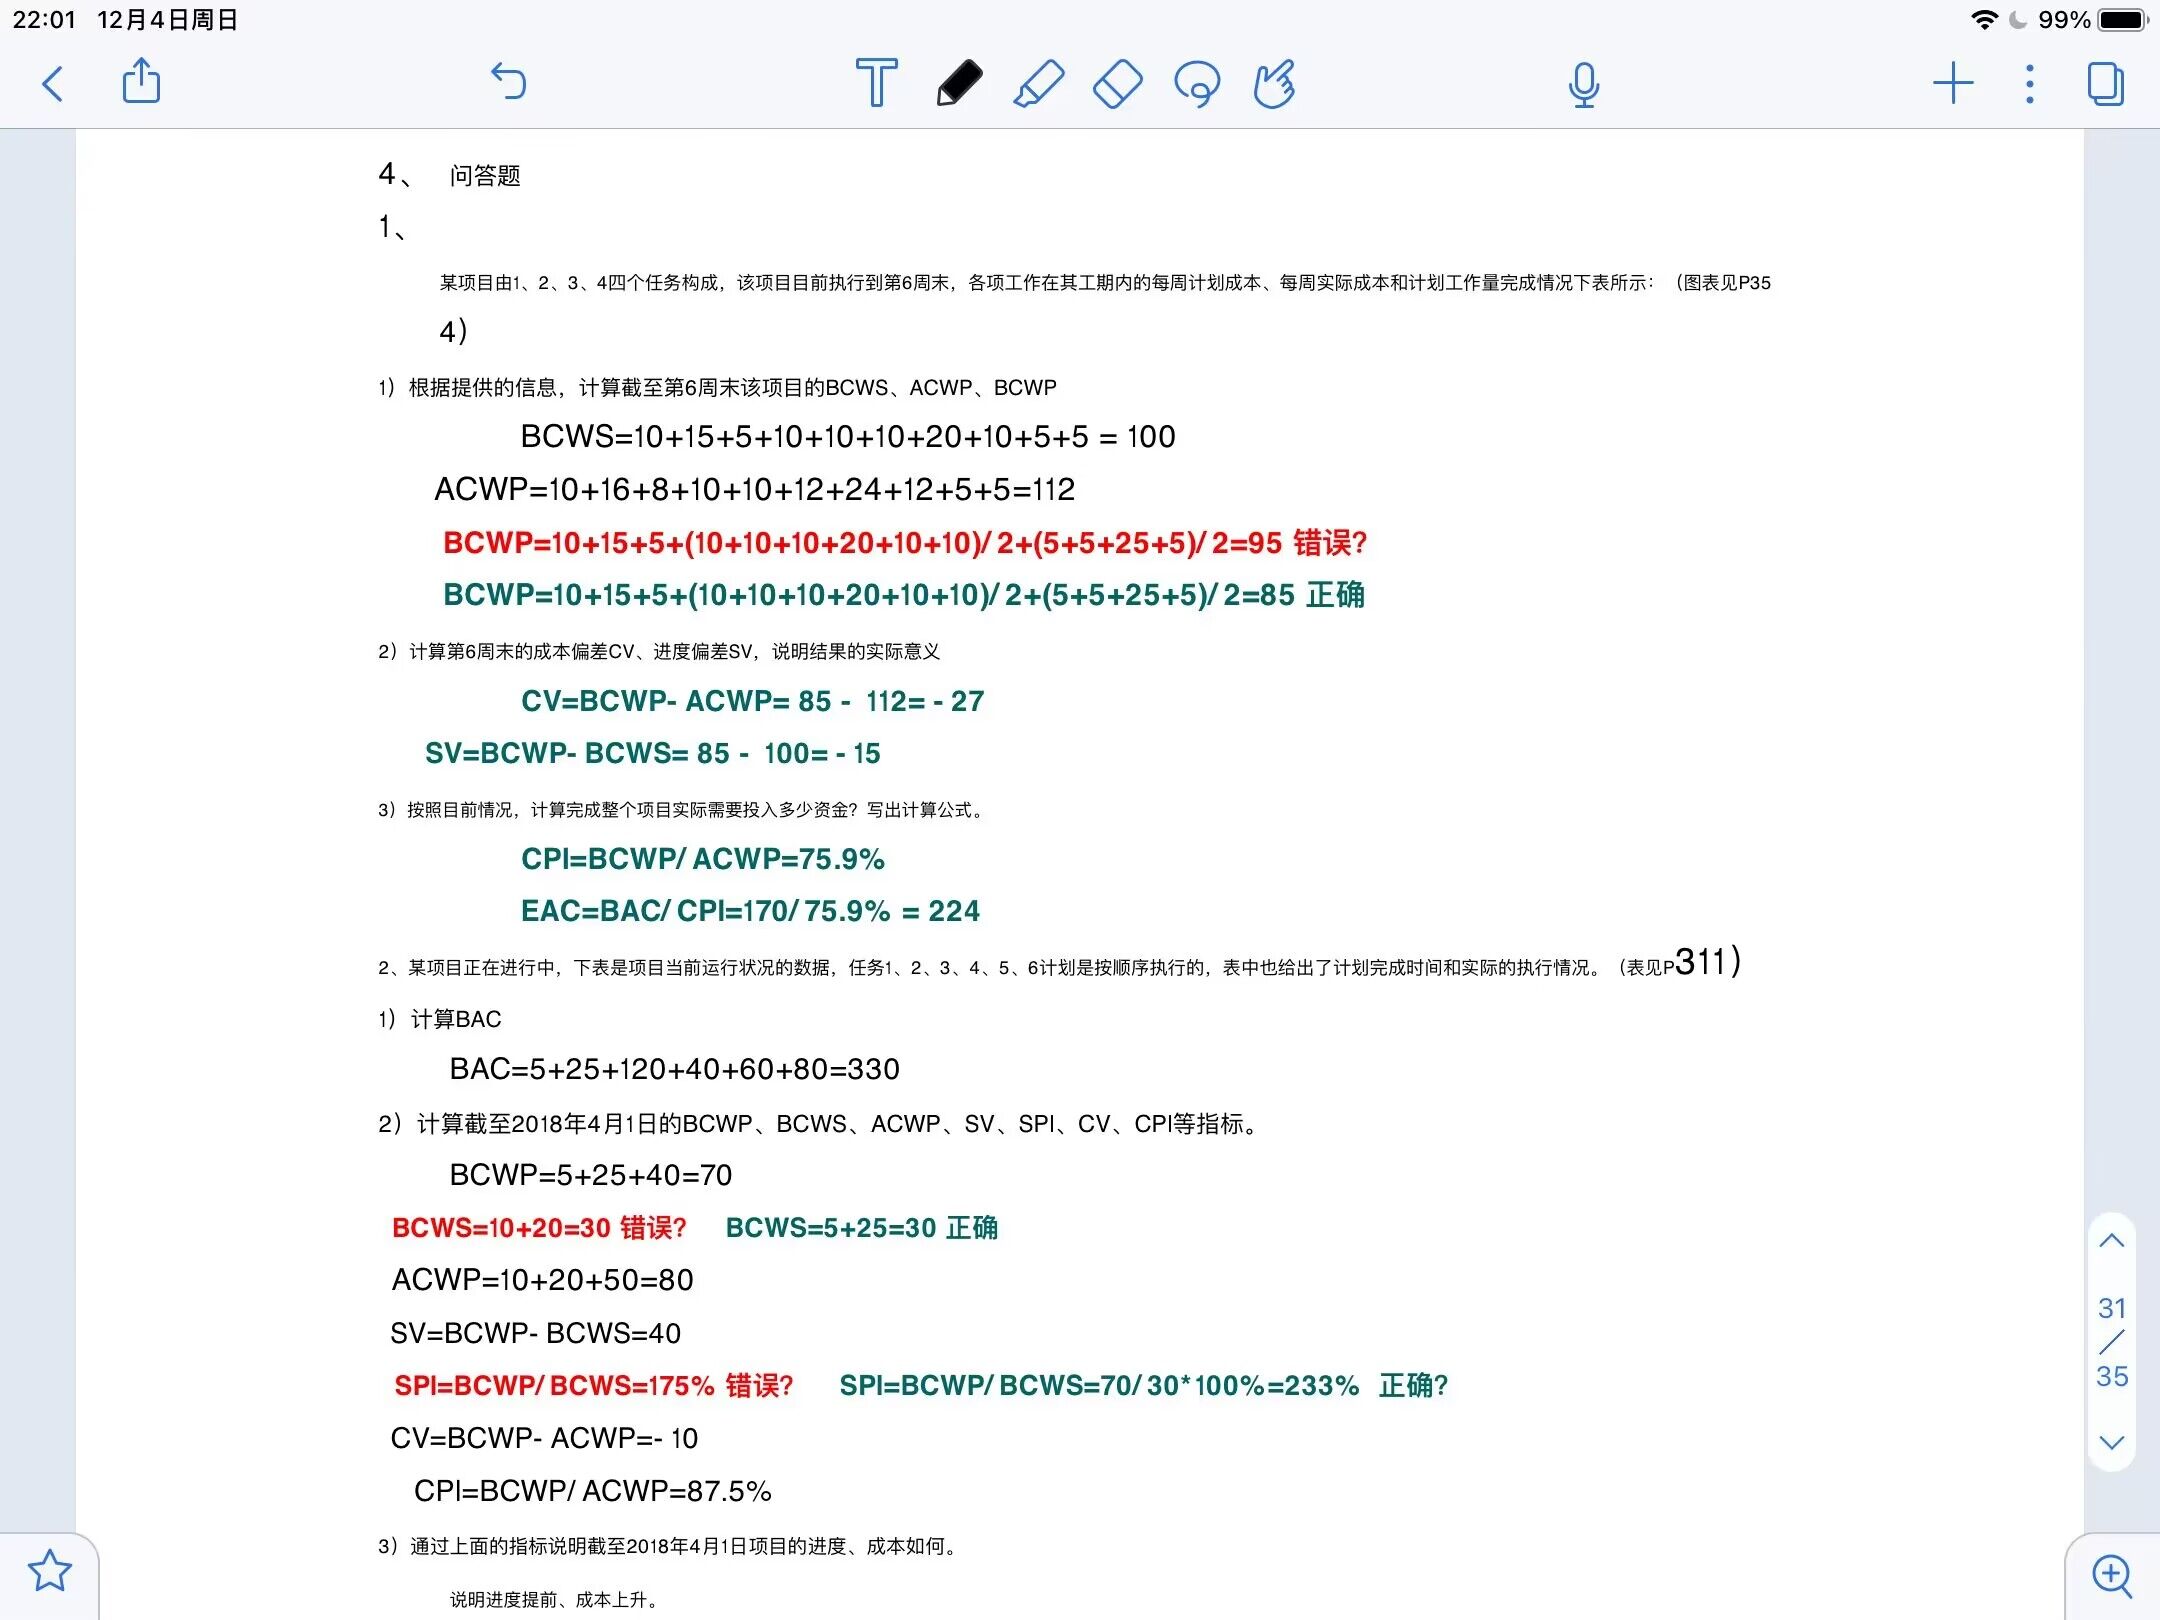 22:01 12月4日周日
99%
4、 问答题
1、
某项目由1、2、3、4四个任务构成，该项目目前执行到第6周末，各项工作在其工期内的每周计划成本、每周实际成本和计划工作量完成情况下表所示：（图表见P35
4）
1）根据提供的信息，计算截至第6周末该项目的BCWS、ACWP、BCWP
BCWS=10+15+5+10+10+10+20+10+5+5 = 100
ACWP=10+16+8+10+10+12+24+12+5+5=112
BCWP=10+15+5+(10+10+10+20+10+10)/ 2+(5+5+25+5)/ 2=95 错误？
BCWP=10+15+5+(10+10+10+20+10+10)/ 2+(5+5+25+5)/ 2=85 正确
2）计算第6周末的成本偏差CV、进度偏差SV，说明结果的实际意义
CV=BCWP- ACWP= 85 - 112= - 27
SV=BCWP- BCWS= 85 - 100= - 15
3）按照目前情况，计算完成整个项目实际需要投入多少资金？写出计算公式。
CPI=BCWP/ ACWP=75.9%
EAC=BAC/ CPI=170/ 75.9% = 224
2、某项目正在进行中，下表是项目当前运行状况的数据，任务1、2、3、4、5、6计划是按顺序执行的，表中也给出了计划完成时间和实际的执行情况。（表见P311）
1）计算BAC
BAC=5+25+120+40+60+80=330
2）计算截至2018年4月1日的BCWP、BCWS、ACWP、SV、SPI、CV、CPI等指标。
BCWP=5+25+40=70
BCWS=10+20=30 错误？ BCWS=5+25=30 正确
ACWP=10+20+50=80
SV=BCWP- BCWS=40
SPI=BCWP/ BCWS=175% 错误？ SPI=BCWP/ BCWS=70/ 30*100%=233% 正确？
CV=BCWP- ACWP=- 10
CPI=BCWP/ ACWP=87.5%
3）通过上面的指标说明截至2018年4月1日项目的进度、成本如何。
说明进度提前、成本上升。
31
/
35